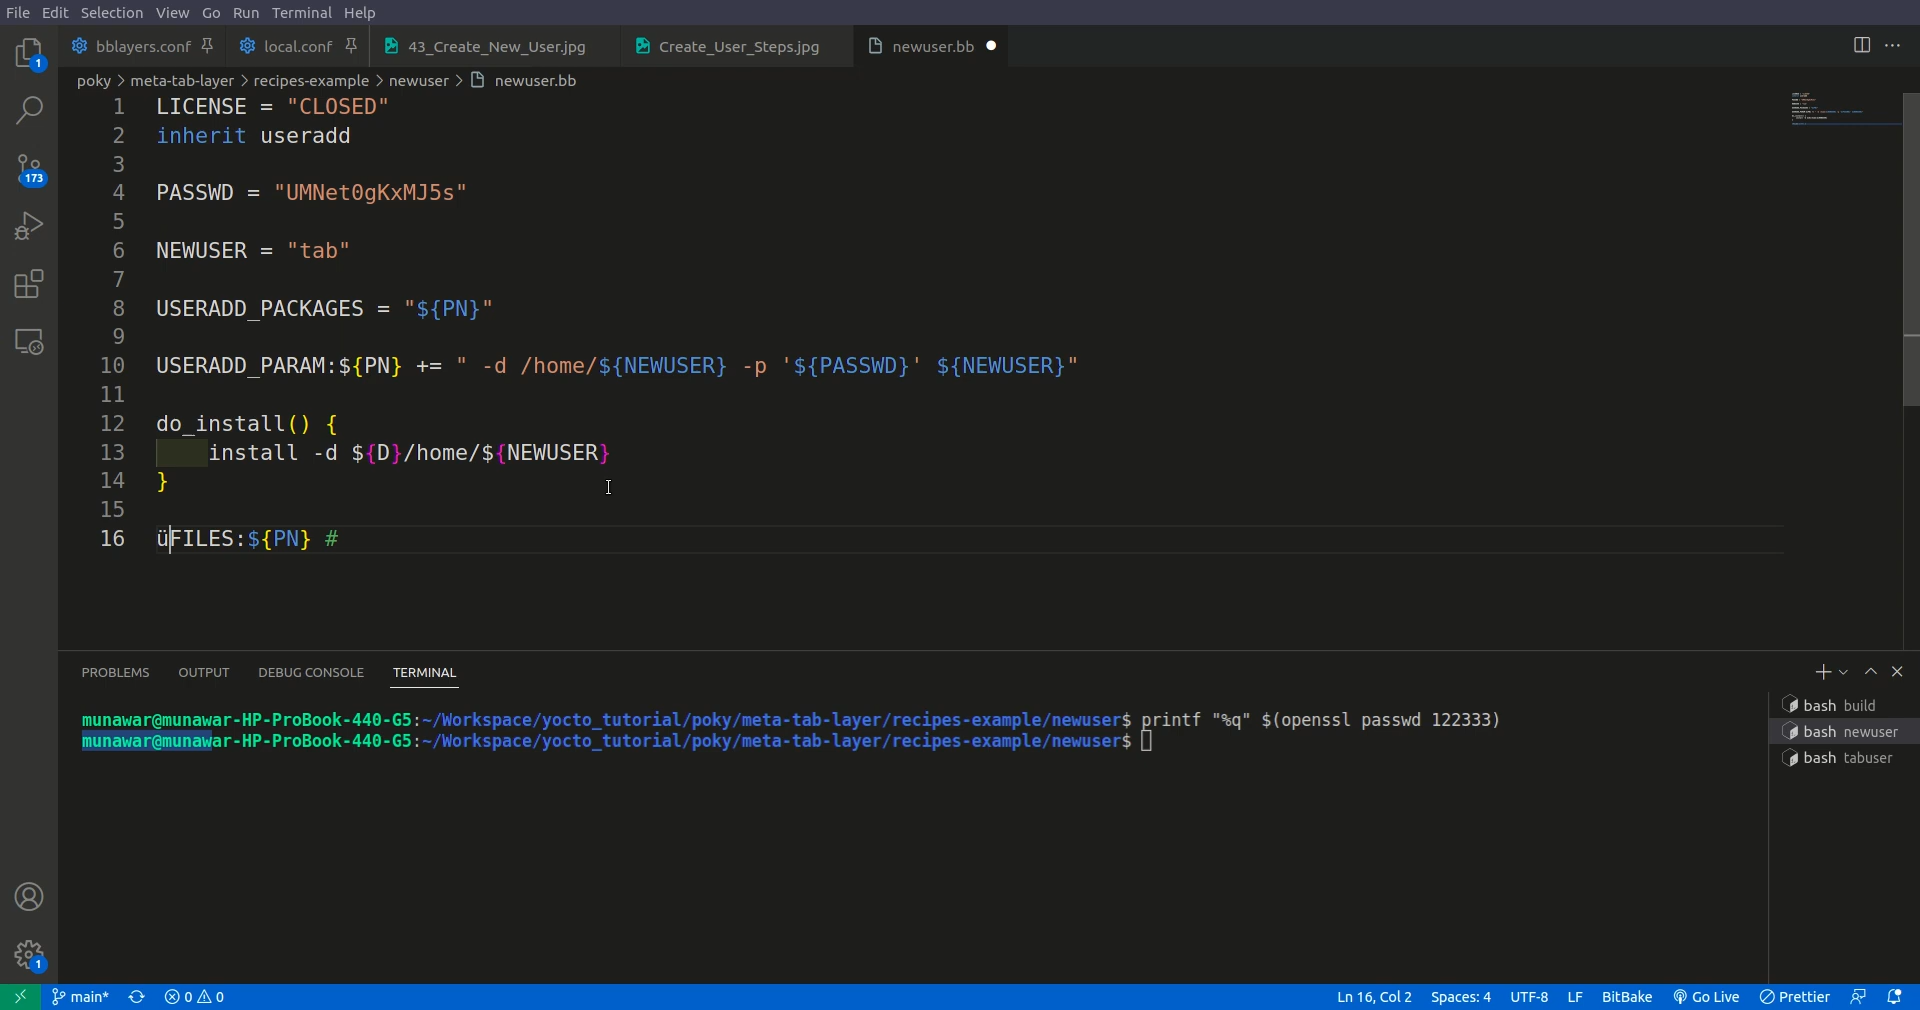 File Edit Selection View Go Run Terminal Help
bblayers.conf local.conf 43_Create_New_User.jpg Create_User_Steps.jpg newuser.bb
poky > meta-tab-layer > recipes-example > newuser > newuser.bb
1 LICENSE = "CLOSED"
2 inherit useradd
3
4 PASSWD = "UMNet0gKxMJ5s"
5
6 NEWUSER = "tab"
7
8 USERADD_PACKAGES = "${PN}"
9
10 USERADD_PARAM:${PN} += " -d /home/${NEWUSER} -p '${PASSWD}' ${NEWUSER}"
11
12 do_install() {
13 install -d ${D}/home/${NEWUSER}
14 }
15
16 üFILES:${PN} #
1
173
PROBLEMS OUTPUT DEBUG CONSOLE TERMINAL
munawar@munawar-HP-ProBook-440-G5:~/Workspace/yocto_tutorial/poky/meta-tab-layer/recipes-example/newuser$ printf "%q" $(openssl passwd 122333)
munawar@munawar-HP-ProBook-440-G5:~/Workspace/yocto_tutorial/poky/meta-tab-layer/recipes-example/newuser$
bash build
bash newuser
bash tabuser
1
main* 0 0 Ln 16, Col 2 Spaces: 4 UTF-8 LF BitBake Go Live Prettier